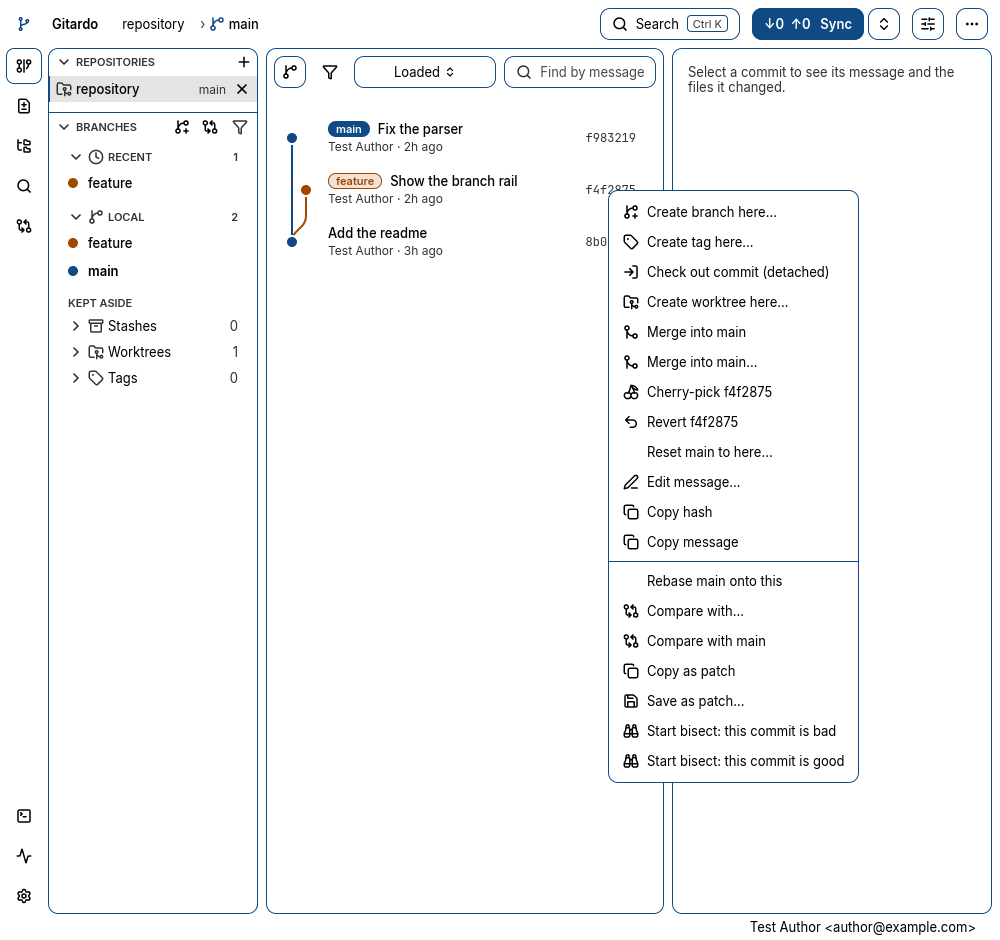 Gitardo
repository › main
Search Ctrl K
↓0 ↑0 Sync
REPOSITORIES
repository main
BRANCHES
RECENT 1
feature
LOCAL 2
feature
main
KEPT ASIDE
Stashes 0
Worktrees 1
Tags 0
Loaded
Find by message
main Fix the parser
Test Author · 2h ago
f983219
feature Show the branch rail
Test Author · 2h ago
f4f2875
Add the readme
Test Author · 3h ago
8b0
Select a commit to see its message and the
files it changed.
Create branch here...
Create tag here...
Check out commit (detached)
Create worktree here...
Merge into main
Merge into main...
Cherry-pick f4f2875
Revert f4f2875
Reset main to here...
Edit message...
Copy hash
Copy message
Rebase main onto this
Compare with...
Compare with main
Copy as patch
Save as patch...
Start bisect: this commit is bad
Start bisect: this commit is good
Test Author <author@example.com>